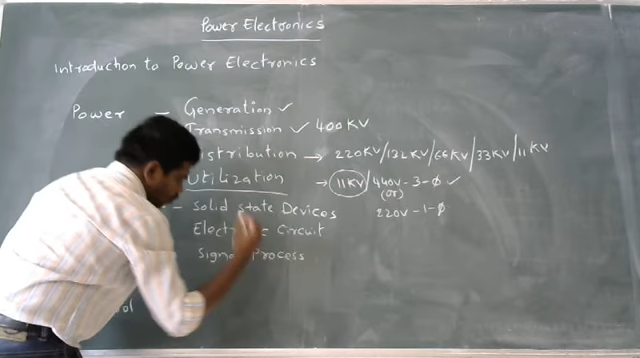 Power Electronics
Introduction to Power Electronics
Power - Generation ✓
Transmission ✓ 400 KV
stribution → 220KV/132KV/66KV/33KV/11KV
Utilization → 11KV/440V-3-Φ ✓
(or)
- Solid state Devices 220V-1-Φ
Circuit
Process